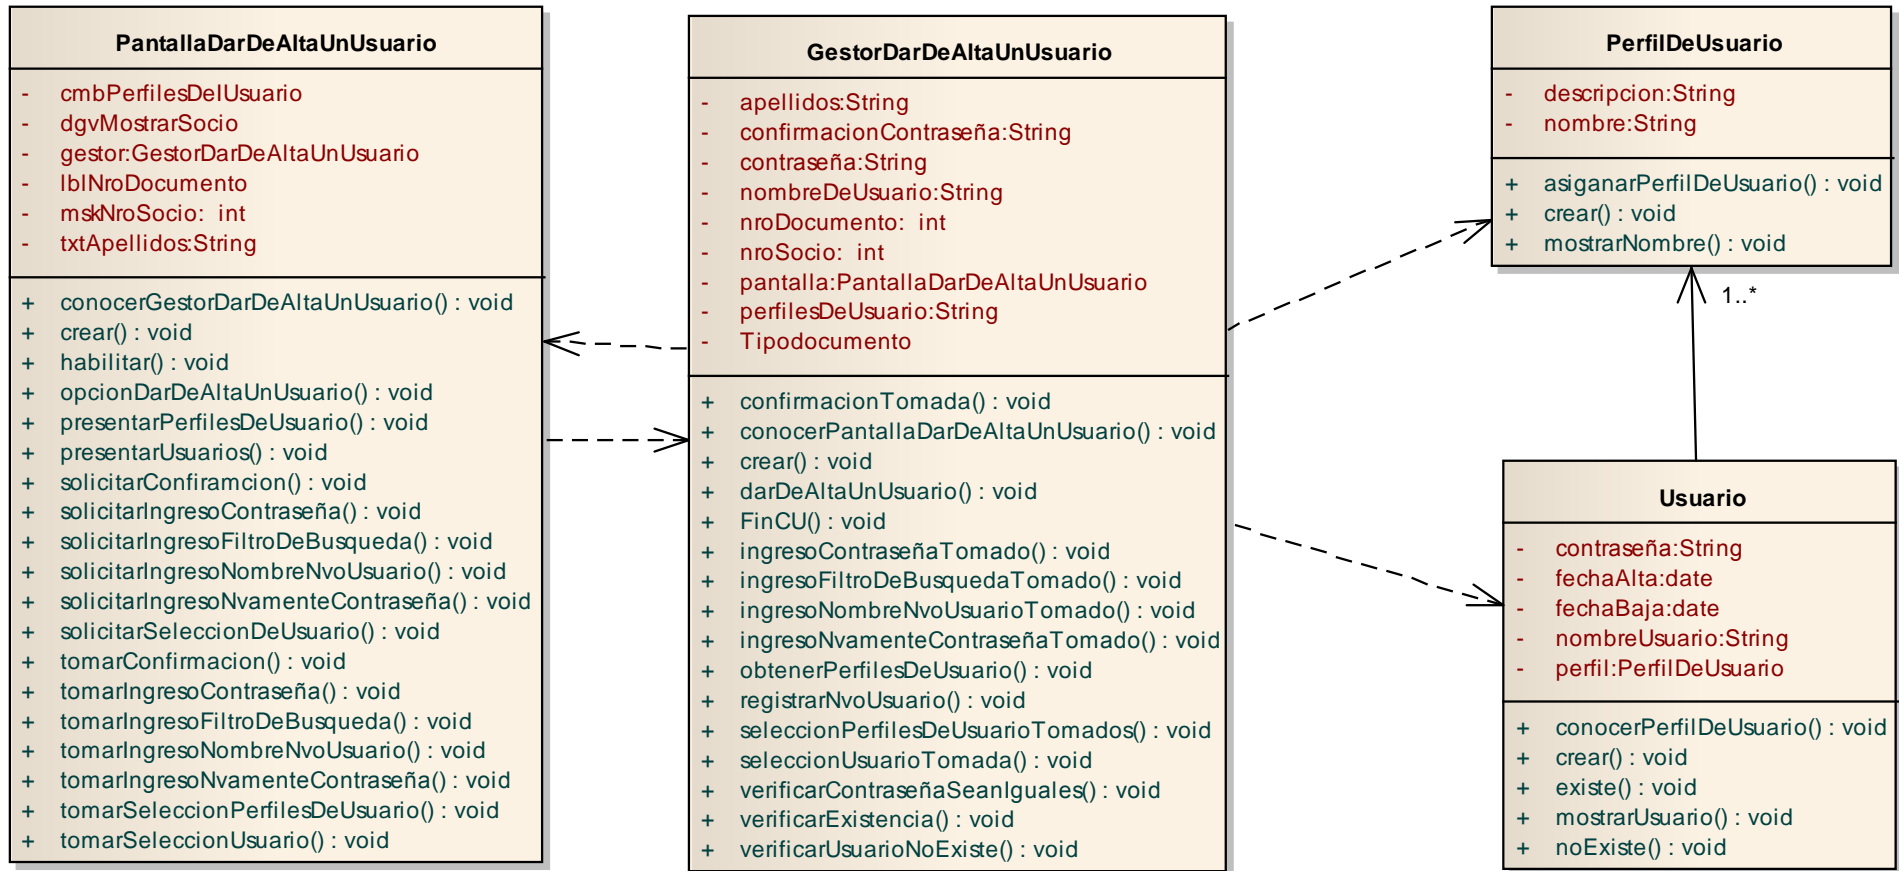 PantallaDarDeAltaUnUsuario
- cmbPerfilesDelUsuario
- dgvMostrarSocio
- gestor:GestorDarDeAltaUnUsuario
- lblNroDocumento
- mskNroSocio: int
- txtApellidos:String
+ conocerGestorDarDeAltaUnUsuario() : void
+ crear() : void
+ habilitar() : void
+ opcionDarDeAltaUnUsuario() : void
+ presentarPerfilesDeUsuario() : void
+ presentarUsuarios() : void
+ solicitarConfiramcion() : void
+ solicitarIngresoContraseña() : void
+ solicitarIngresoFiltroDeBusqueda() : void
+ solicitarIngresoNombreNvoUsuario() : void
+ solicitarIngresoNvamenteContraseña() : void
+ solicitarSeleccionDeUsuario() : void
+ tomarConfirmacion() : void
+ tomarIngresoContraseña() : void
+ tomarIngresoFiltroDeBusqueda() : void
+ tomarIngresoNombreNvoUsuario() : void
+ tomarIngresoNvamenteContraseña() : void
+ tomarSeleccionPerfilesDeUsuario() : void
+ tomarSeleccionUsuario() : void
GestorDarDeAltaUnUsuario
- apellidos:String
- confirmacionContraseña:String
- contraseña:String
- nombreDeUsuario:String
- nroDocumento: int
- nroSocio: int
- pantalla:PantallaDarDeAltaUnUsuario
- perfilesDeUsuario:String
- Tipodocumento
+ confirmacionTomada() : void
+ conocerPantallaDarDeAltaUnUsuario() : void
+ crear() : void
+ darDeAltaUnUsuario() : void
+ FinCU() : void
+ ingresoContraseñaTomado() : void
+ ingresoFiltroDeBusquedaTomado() : void
+ ingresoNombreNvoUsuarioTomado() : void
+ ingresoNvamenteContraseñaTomado() : void
+ obtenerPerfilesDeUsuario() : void
+ registrarNvoUsuario() : void
+ seleccionPerfilesDeUsuarioTomados() : void
+ seleccionUsuarioTomada() : void
+ verificarContraseñaSeanIguales() : void
+ verificarExistencia() : void
+ verificarUsuarioNoExiste() : void
PerfilDeUsuario
- descripcion:String
- nombre:String
+ asiganarPerfilDeUsuario() : void
+ crear() : void
+ mostrarNombre() : void
1..*
Usuario
- contraseña:String
- fechaAlta:date
- fechaBaja:date
- nombreUsuario:String
- perfil:PerfilDeUsuario
+ conocerPerfilDeUsuario() : void
+ crear() : void
+ existe() : void
+ mostrarUsuario() : void
+ noExiste() : void